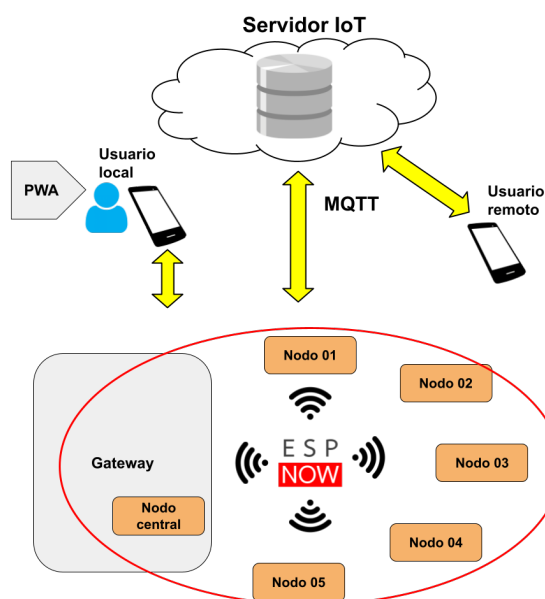 Servidor IoT
Usuario
local
PWA
MQTT
Usuario
remoto
Nodo 01
Nodo 02
Gateway
E S P
NOW
Nodo 03
Nodo
central
Nodo 04
Nodo 05